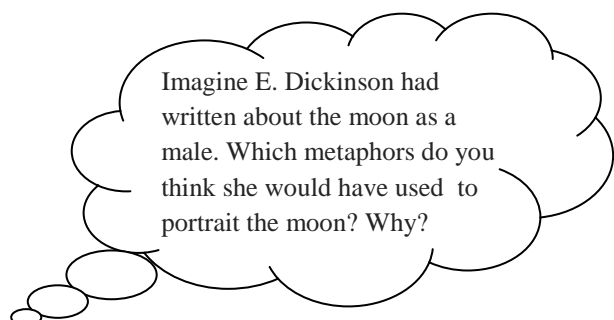 Imagine E. Dickinson had
written about the moon as a
male. Which metaphors do you
think she would have used to
portrait the moon? Why?